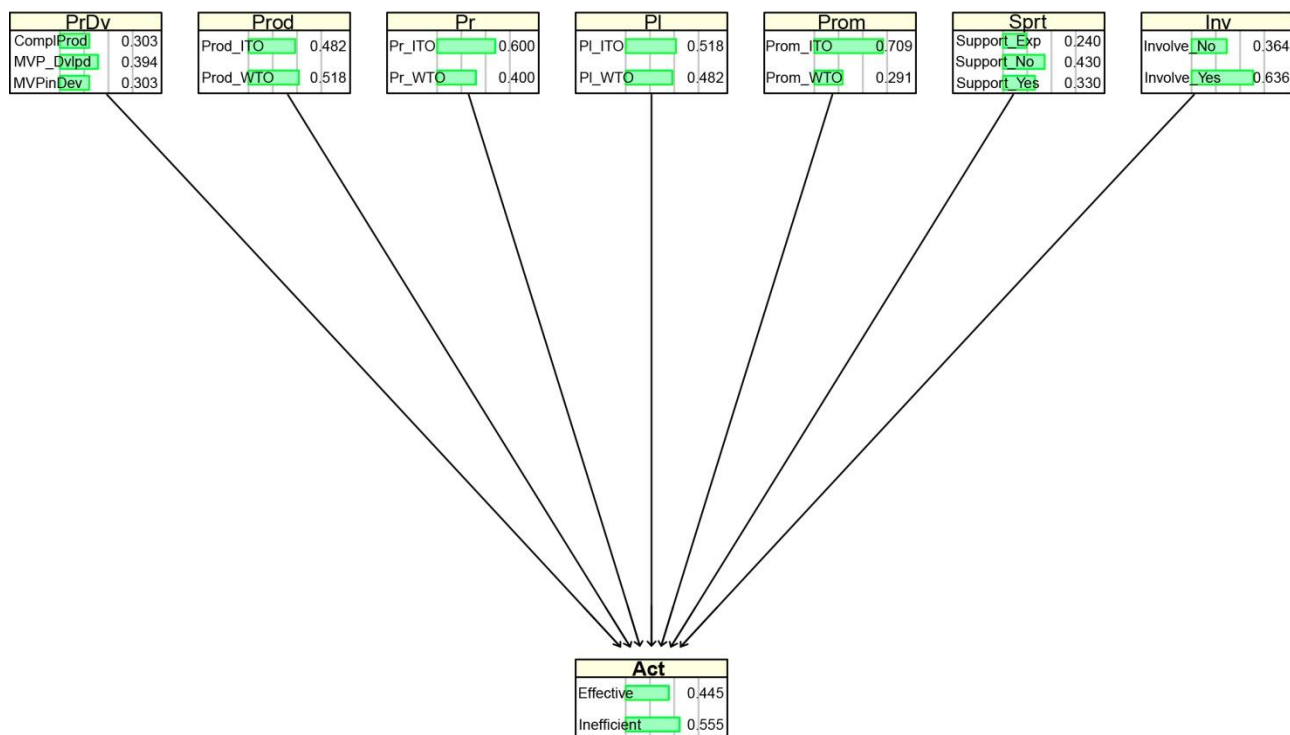 PrDv
ComplProd 0.303
MVP_Dvlpd 0.394
MVPinDev 0.303
Prod
Prod_ITO 0.482
Prod_WTO 0.518
Pr
Pr_ITO 0.600
Pr_WTO 0.400
Pl
Pl_ITO 0.518
Pl_WTO 0.482
Prom
Prom_ITO 0.709
Prom_WTO 0.291
Sprt
Support_Exp 0.240
Support_No 0.430
Support_Yes 0.330
Inv
Involve_No 0.364
Involve_Yes 0.636
Act
Effective 0.445
Inefficient 0.555